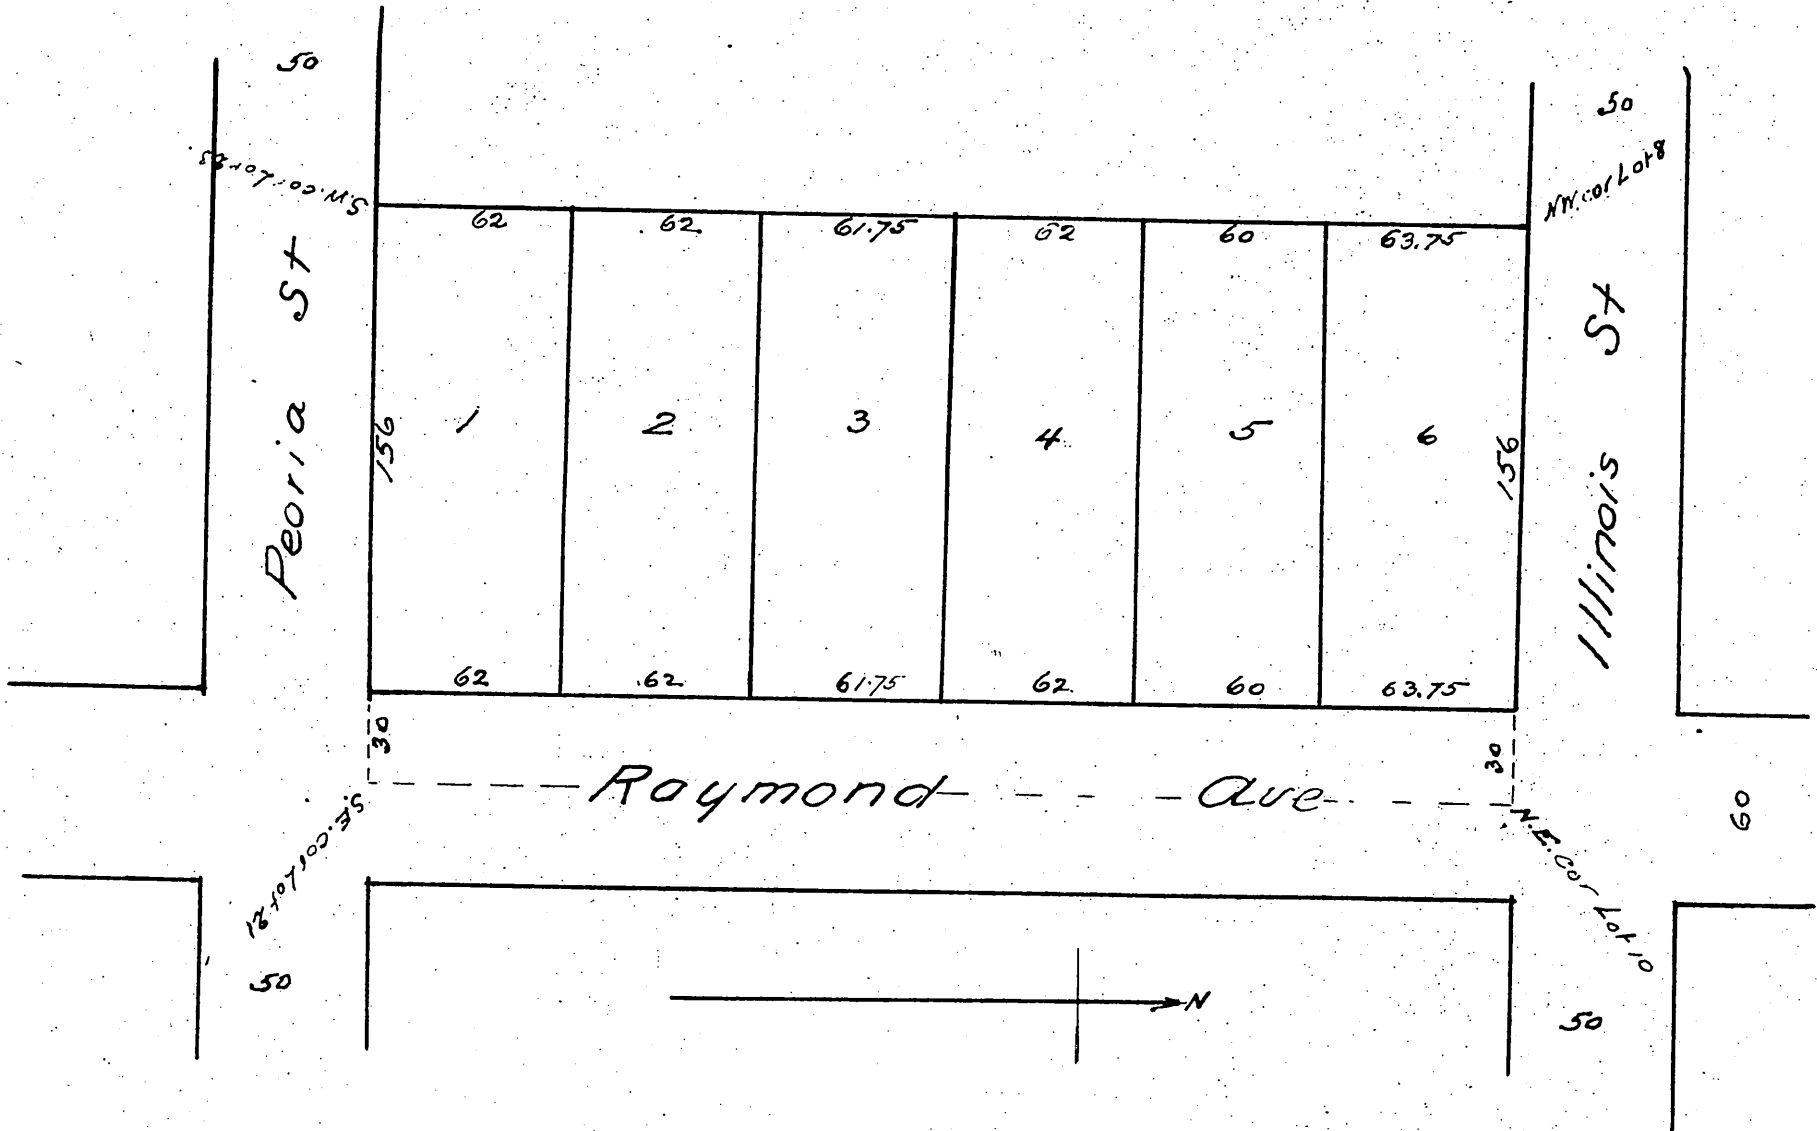 50
50
S.W. cor Lot 23
N.W. cor Lot 8
62 62 61.75 62 60 63.75
Peoria St
Illinois St
156
1 2 3 4 5 6
156
62 62 61.75 62 60 63.75
30
30
Raymond Ave
60
S.E. cor Lot 21
N.E. cor Lot 10
50
N
50